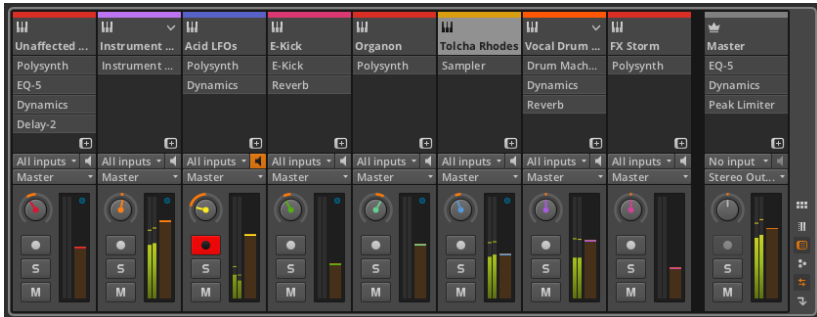 Unaffected ... Instrument ... Acid LFOs E-Kick Organon Tolcha Rhodes Vocal Drum ... FX Storm Master
Polysynth Instrument ... Polysynth E-Kick Polysynth Sampler Drum Mach... Polysynth EQ-5
EQ-5 Dynamics Reverb Dynamics Dynamics
Dynamics Reverb Peak Limiter
Delay-2
All inputs All inputs All inputs All inputs All inputs All inputs All inputs All inputs No input
Master Master Master Master Master Master Master Master Stereo Out...
S S S S S S S S S
M M M M M M M M M